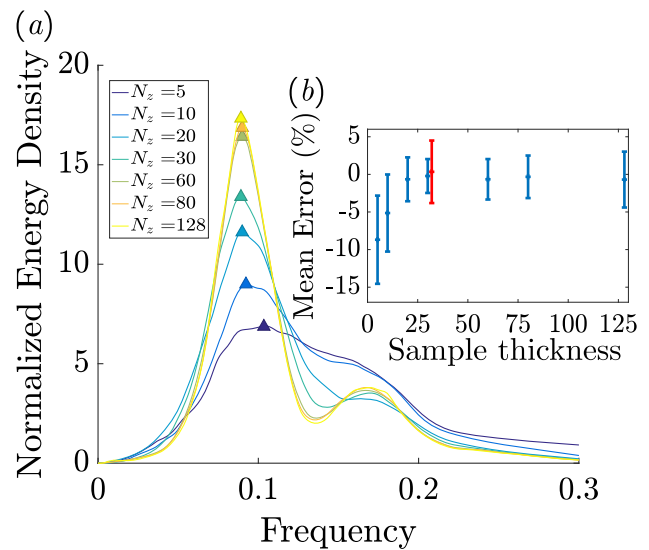 (a)
Normalized Energy Density
20
15
10
5
0
0
0.1
0.2
0.3
Frequency
N_z =5
N_z =10
N_z =20
N_z =30
N_z =60
N_z =80
N_z =128
(b)
Mean Error (%)
5
0
-5
-10
-15
0
25
50
75
100
125
Sample thickness